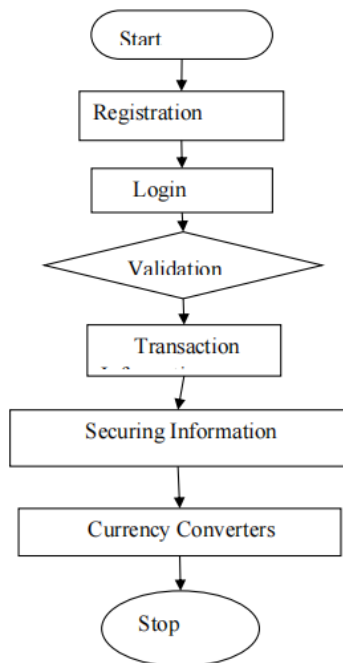 Start
Registration
Login
Validation
Transaction
Securing Information
Currency Converters
Stop